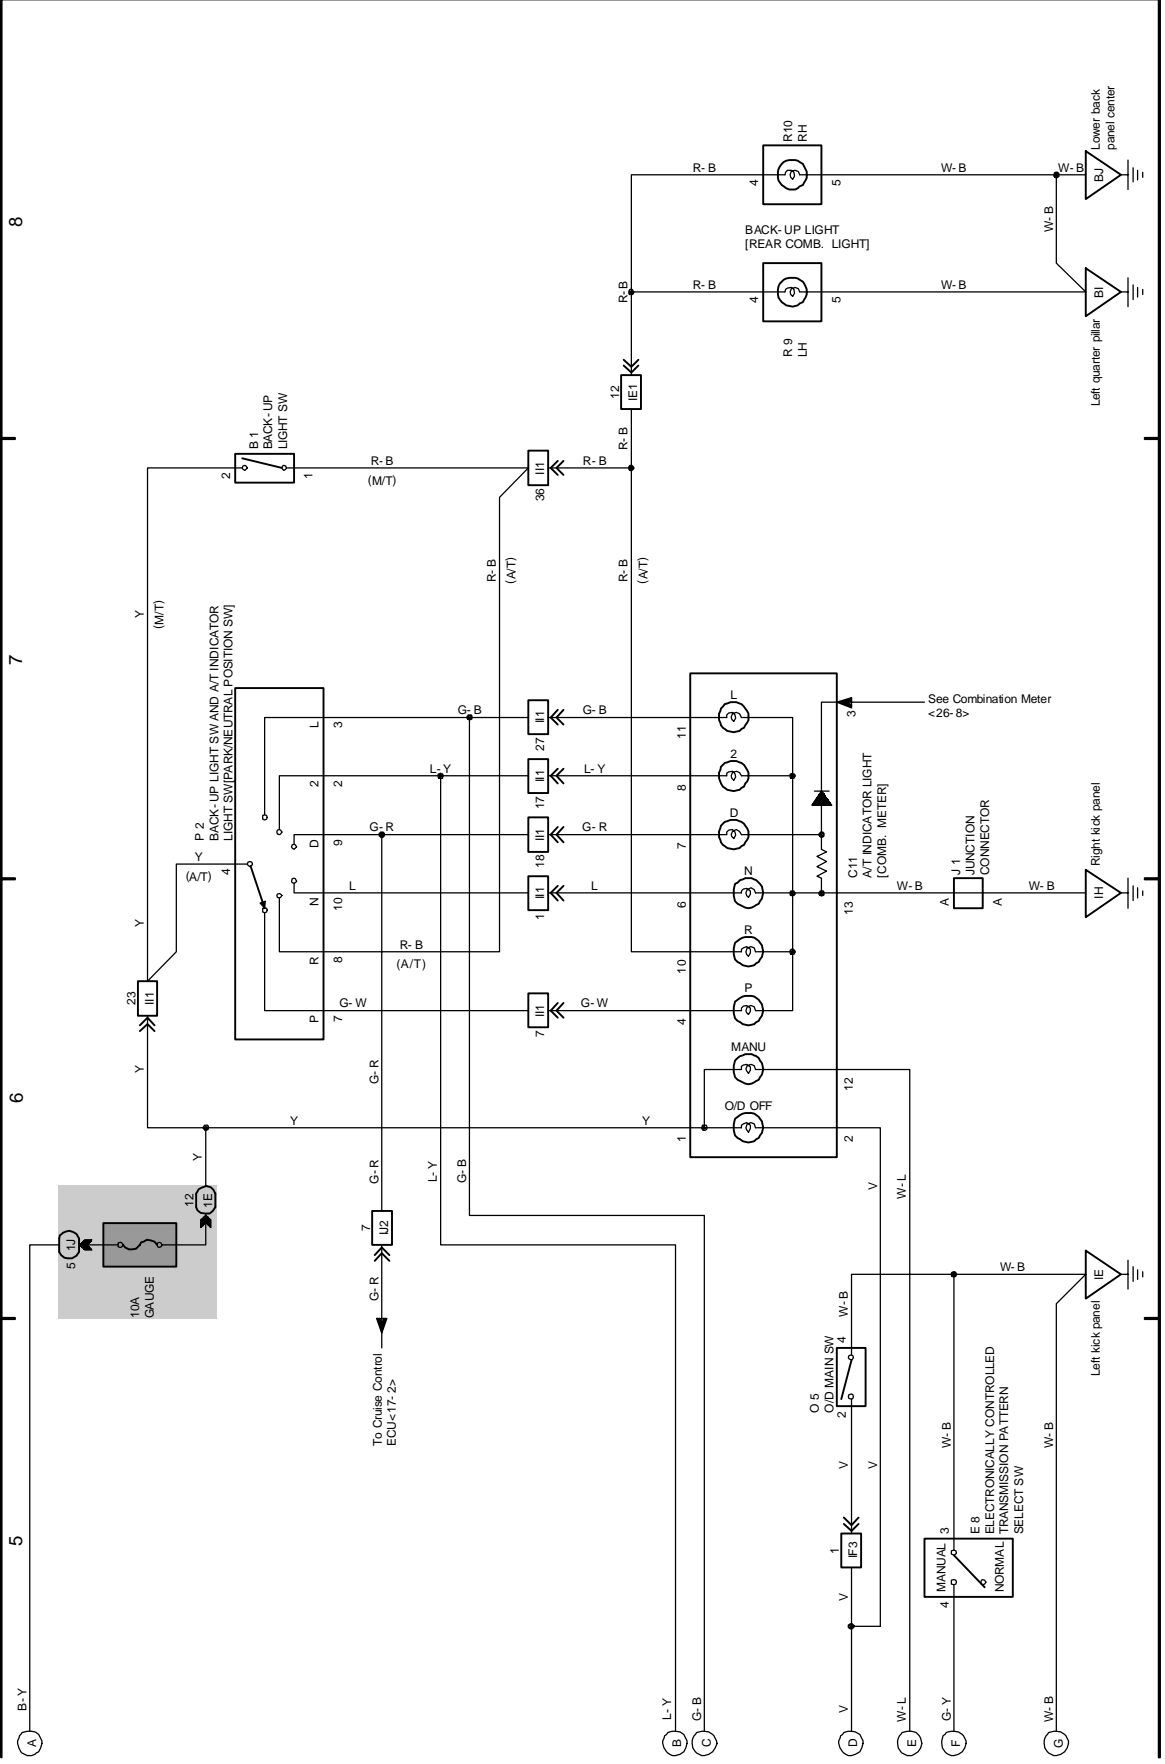 5
6
7
8
A
B-Y
5
1J
10A
GAUGE
12
1E
Y
Y
23
II1
Y
Y
(A/T)
Y
(M/T)
P 2
BACK-UP LIGHT SW AND A/T INDICATOR
LIGHT SW[PARK/NEUTRAL POSITION SW]
4
P
R
N
D
2
L
7
8
10
9
2
3
B 1
BACK-UP
LIGHT SW
2
1
R-B
(M/T)
G-W
R-B
(A/T)
L
G-R
L-Y
G-B
R-B
(A/T)
G-R
G-R
7
IJ2
G-R
To Cruise Control
ECU<17-2>
L-Y
G-B
Y
Y
7
II1
1
II1
18
II1
17
II1
27
II1
36
II1
G-W
L
G-R
L-Y
G-B
R-B
R-B
(A/T)
R-B
12
IE1
R-B
R-B
R-B
BACK-UP LIGHT
[REAR COMB. LIGHT]
4
5
R 9
LH
4
5
R10
RH
W-B
W-B
W-B
W-B
BI
Left quarter pillar
BJ
Lower back
panel center
1
4
10
6
7
8
11
O/D OFF
MANU
P
R
N
D
2
L
2
12
13
3
C11
A/T INDICATOR LIGHT
[COMB. METER]
See Combination Meter
<26-8>
W-B
A
A
J 1
JUNCTION
CONNECTOR
W-B
IH
Right kick panel
B
L-Y
C
G-B
D
V
V
1
IF3
V
V
V
O 5
O/D MAIN SW
2
4
W-B
W-B
W-L
E
W-L
F
G-Y
4
3
MANUAL
NORMAL
E 8
ELECTRONICALLY CONTROLLED
TRANSMISSION PATTERN
SELECT SW
W-B
G
W-B
W-B
IE
Left kick panel